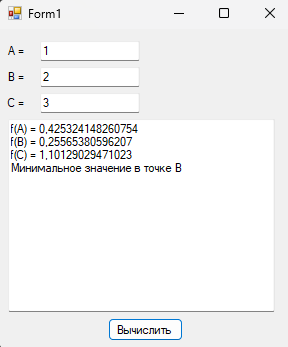 Form1
A = 1
B = 2
C = 3
f(A) = 0,425324148260754
f(B) = 0,25565380596207
f(C) = 1,10129029471023
Минимальное значение в точке B
Вычислить